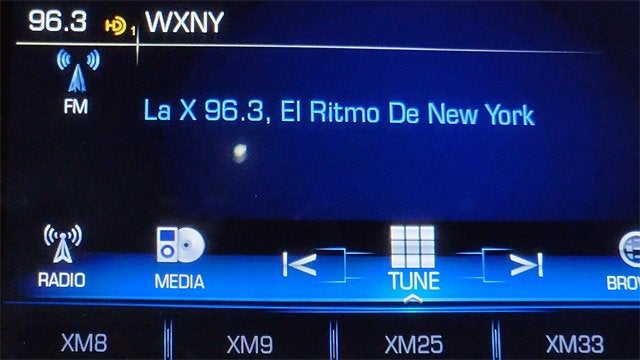 96.3 HD 1 WXNY
FM
La X 96.3, El Ritmo De New York
RADIO MEDIA TUNE BRO
XM8 XM9 XM25 XM33